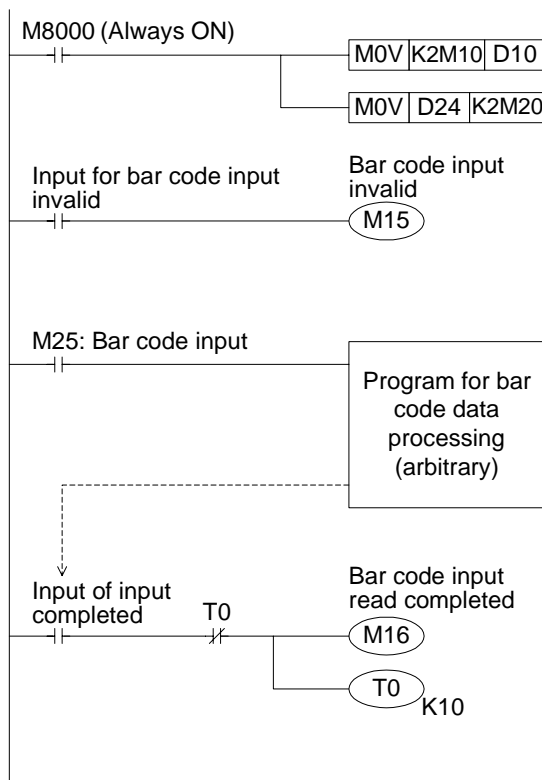 M8000 (Always ON)
M0V K2M10 D10
M0V D24 K2M20
Input for bar code input
invalid
Bar code input
invalid
M15
M25: Bar code input
Program for bar
code data
processing
(arbitrary)
Input of input
completed
T0
Bar code input
read completed
M16
T0
K10